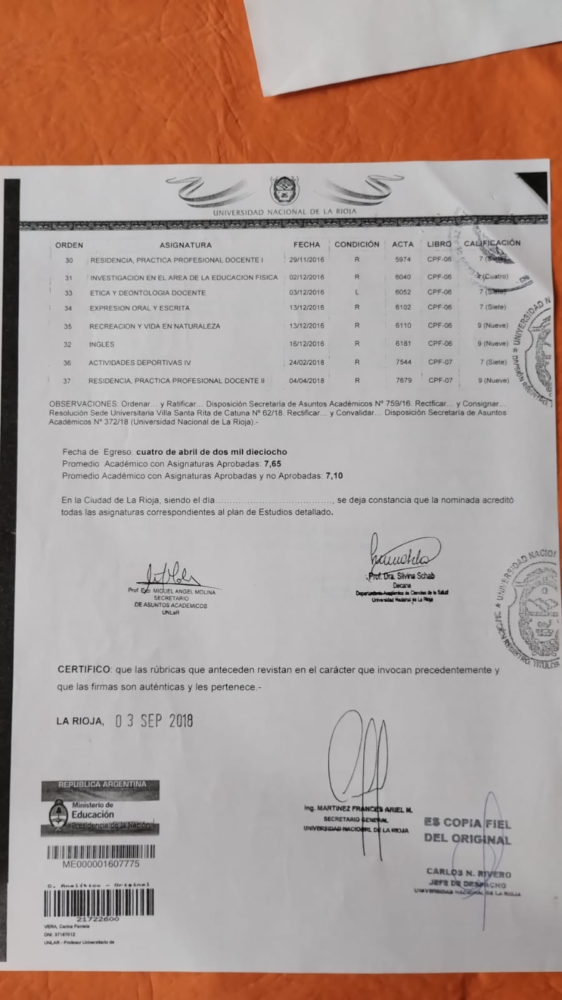 UNIVERSIDAD NACIONAL DE LA RIOJA
ORDEN ASIGNATURA FECHA CONDICIÓN ACTA LIBRO CALIFICACIÓN
30 RESIDENCIA, PRACTICA PROFESIONAL DOCENTE I 29/11/2016 R 5974 CPF-06 7 (Siete)
31 INVESTIGACION EN EL AREA DE LA EDUCACION FISICA 02/12/2016 R 6040 CPF-06 4 (Cuatro)
33 ETICA Y DEONTOLOGIA DOCENTE 03/12/2016 L 6052 CPF-06 7 (Siete)
34 EXPRESION ORAL Y ESCRITA 13/12/2016 R 6102 CPF-06 7 (Siete)
35 RECREACION Y VIDA EN NATURALEZA 13/12/2016 R 6110 CPF-06 9 (Nueve)
32 INGLES 16/12/2016 R 6181 CPF-06 9 (Nueve)
36 ACTIVIDADES DEPORTIVAS IV 24/02/2018 R 7544 CPF-07 7 (Siete)
37 RESIDENCIA, PRACTICA PROFESIONAL DOCENTE II 04/04/2018 R 7679 CPF-07 9 (Nueve)
OBSERVACIONES: Ordenar... y Ratificar... Disposición Secretaría de Asuntos Académicos Nº 759/16. Rectficar... y Consignar...
Resolución Sede Universitaria Villa Santa Rita de Catuna Nº 62/18. Rectificar... y Convalidar... Disposición Secretaría de Asuntos
Académicos Nº 372/18 (Universidad Nacional de La Rioja).-
Fecha de Egreso: cuatro de abril de dos mil dieciocho
Promedio Académico con Asignaturas Aprobadas: 7,65
Promedio Académico con Asignaturas Aprobadas y no Aprobadas: 7,10
En la Ciudad de La Rioja, siendo el día......................................, se deja constancia que la nominada acreditó
todas las asignaturas correspondientes al plan de Estudios detallado.
Prof. Exp. MIGUEL ANGEL MOLINA
SECRETARIO
DE ASUNTOS ACADEMICOS
UNLaR
Prof. Dra. Silvina Schab
Decana
Departamento Académico de Ciencias de la Salud
Universidad Nacional de La Rioja
UNIVERSIDAD NACIO
REGISTRO TITULOS
CERTIFICO: que las rúbricas que anteceden revistan en el carácter que invocan precedentemente y
que las firmas son auténticas y les pertenece.-
LA RIOJA, 03 SEP 2018
Ing. MARTINEZ FRANCES ARIEL M.
SECRETARIO GENERAL
UNIVERSIDAD NACIONAL DE LA RIOJA
ES COPIA FIEL
DEL ORIGINAL
CARLOS N. RIVERO
JEFE DE DESPACHO
UNIVERSIDAD NACIONAL DE LA RIOJA
REPUBLICA ARGENTINA
Ministerio de
Educación
Presidencia de la Nación
ME000001607775
C. Analítico - Original
21722600
VERA, Carina Pamela
DNI: 37187012
UNLAR - Profesor Universitario de